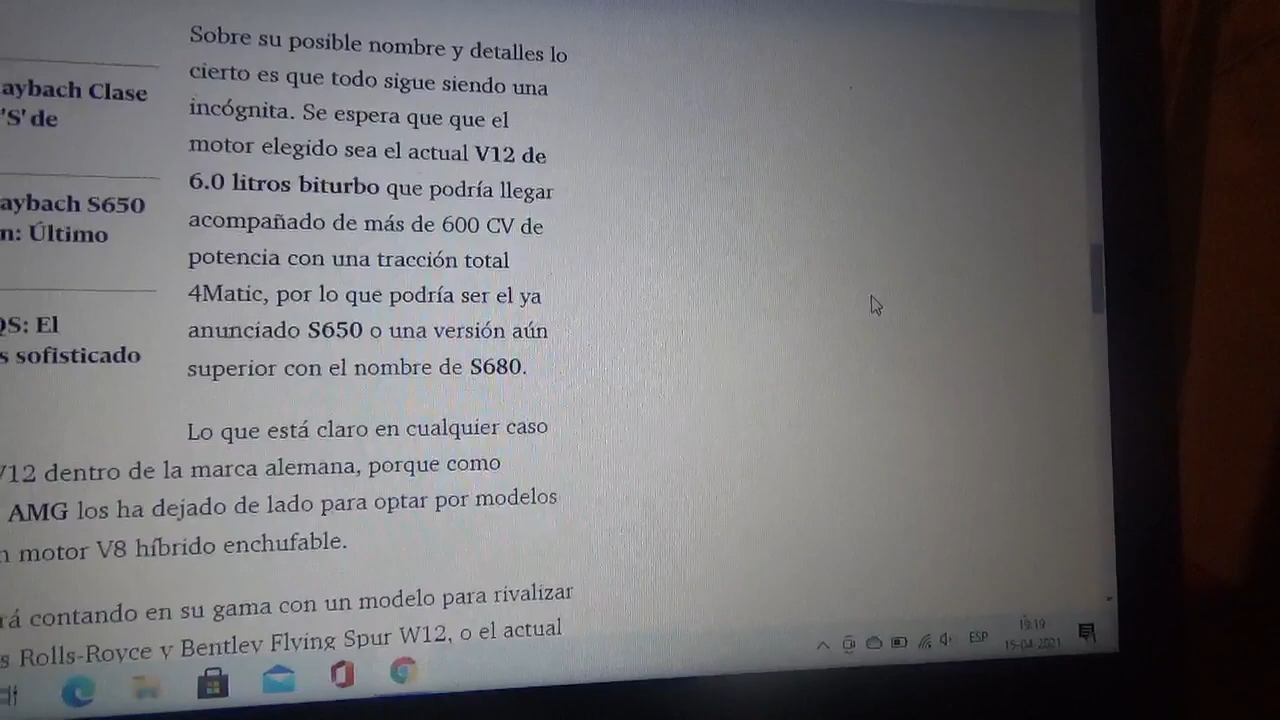 aybach Clase
'S' de
aybach S650
n: Último
QS: El
s sofisticado
Sobre su posible nombre y detalles lo
cierto es que todo sigue siendo una
incógnita. Se espera que que el
motor elegido sea el actual V12 de
6.0 litros biturbo que podría llegar
acompañado de más de 600 CV de
potencia con una tracción total
4Matic, por lo que podría ser el ya
anunciado S650 o una versión aún
superior con el nombre de S680.
Lo que está claro en cualquier caso
V12 dentro de la marca alemana, porque como
AMG los ha dejado de lado para optar por modelos
n motor V8 híbrido enchufable.
rá contando en su gama con un modelo para rivalizar
s Rolls-Royce y Bentley Flying Spur W12, o el actual
ESP
19:19
15-04-2021